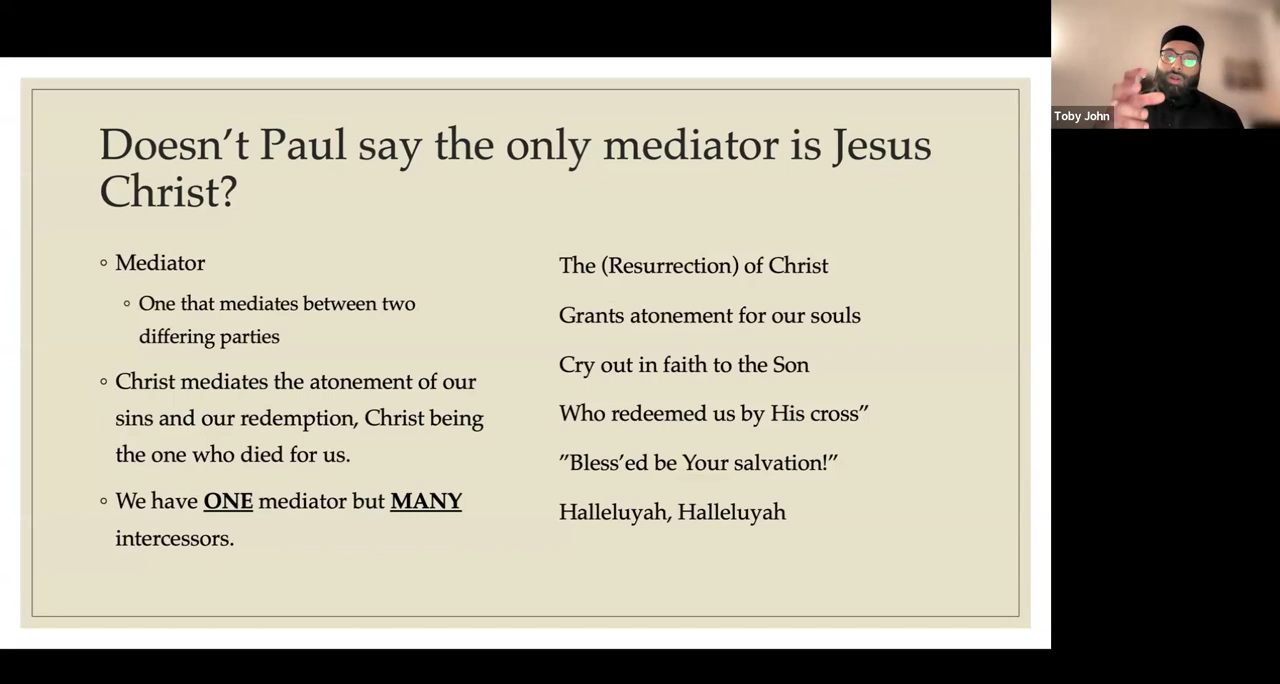 Doesn’t Paul say the only mediator is Jesus
Christ?
◦ Mediator
◦ One that mediates between two
differing parties
◦ Christ mediates the atonement of our
sins and our redemption, Christ being
the one who died for us.
◦ We have ONE mediator but MANY
intercessors.
The (Resurrection) of Christ
Grants atonement for our souls
Cry out in faith to the Son
Who redeemed us by His cross”
”Bless’ed be Your salvation!”
Halleluyah, Halleluyah
Toby John